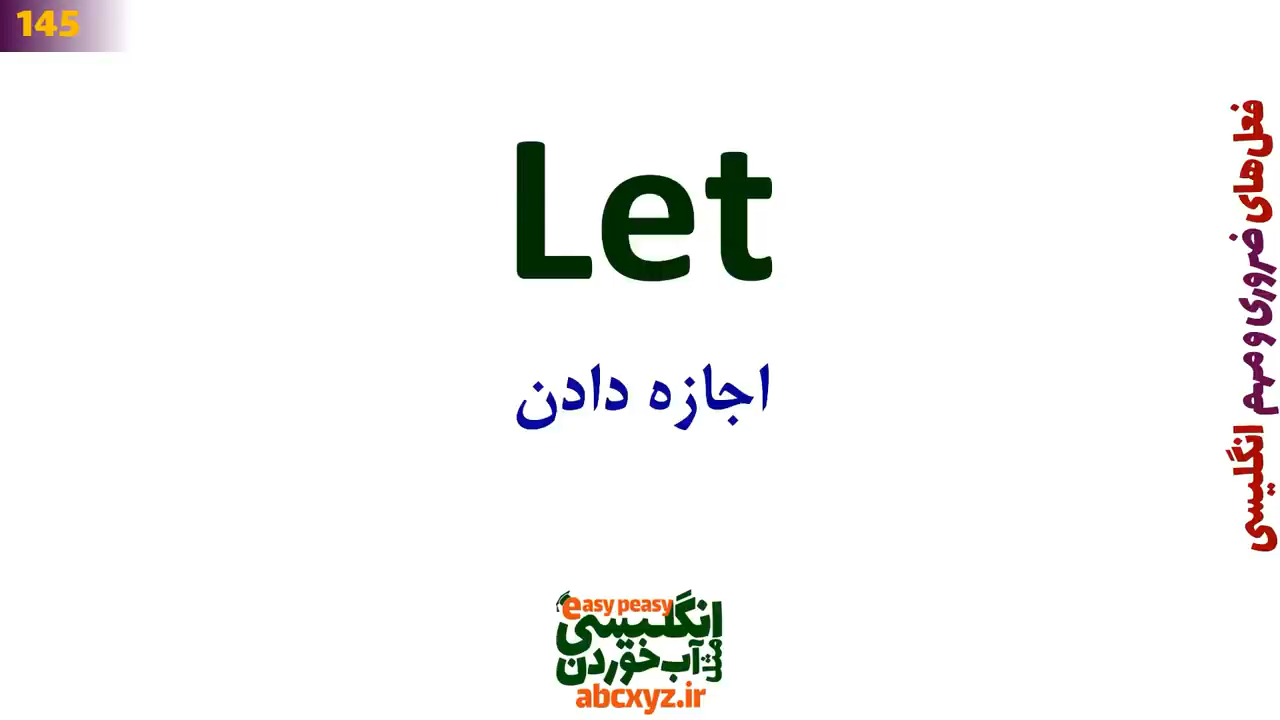 145
Let
اجازه دادن
فعل‌های ضروری و مهم انگلیسی
easy peasy
انگلیسی
مثل آب خوردن
abcxyz.ir